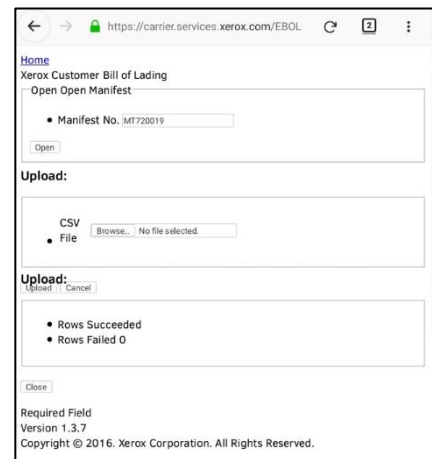 https://carrier.services.xerox.com/EBOL 2
Home
Xerox Customer Bill of Lading
Open Open Manifest
Manifest No. MT720019
Open
Upload:
CSV File Browse... No file selected.
Upload:
Upload Cancel
Rows Succeeded
Rows Failed 0
Close
Required Field
Version 1.3.7
Copyright © 2016. Xerox Corporation. All Rights Reserved.